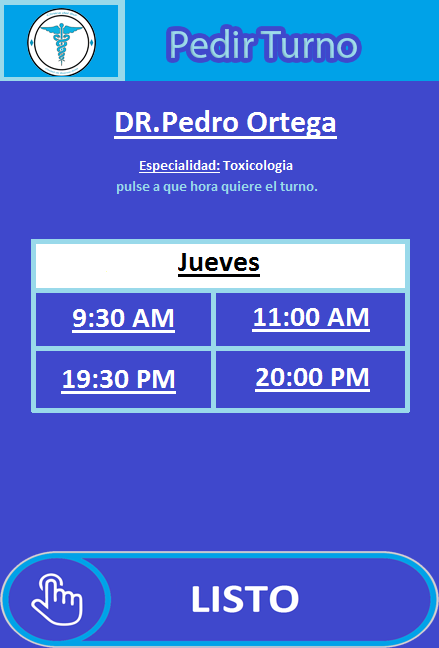 Pedir Turno
DR.Pedro Ortega
Especialidad: Toxicologia
pulse a que hora quiere el turno.
Jueves
9:30 AM
11:00 AM
19:30 PM
20:00 PM
LISTO